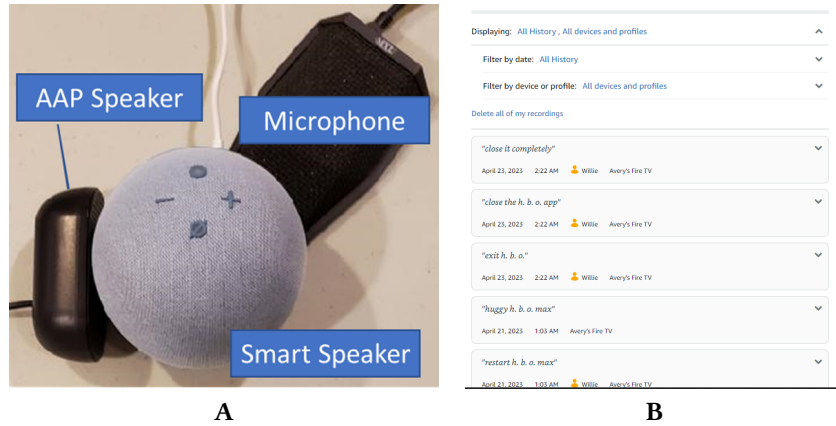 AAP Speaker
Microphone
Smart Speaker
A
Displaying: All History , All devices and profiles
Filter by date: All History
Filter by device or profile: All devices and profiles
Delete all of my recordings
"close it completely"
April 23, 2023 2:22 AM Willie Avery's Fire TV
"close the h. b. o. app"
April 23, 2023 2:22 AM Willie Avery's Fire TV
"exit h. b. o."
April 23, 2023 2:22 AM Willie Avery's Fire TV
"huggy h. b. o. max"
April 21, 2023 1:03 AM Avery's Fire TV
"restart h. b. o. max"
April 21, 2023 1:03 AM Willie Avery's Fire TV
B